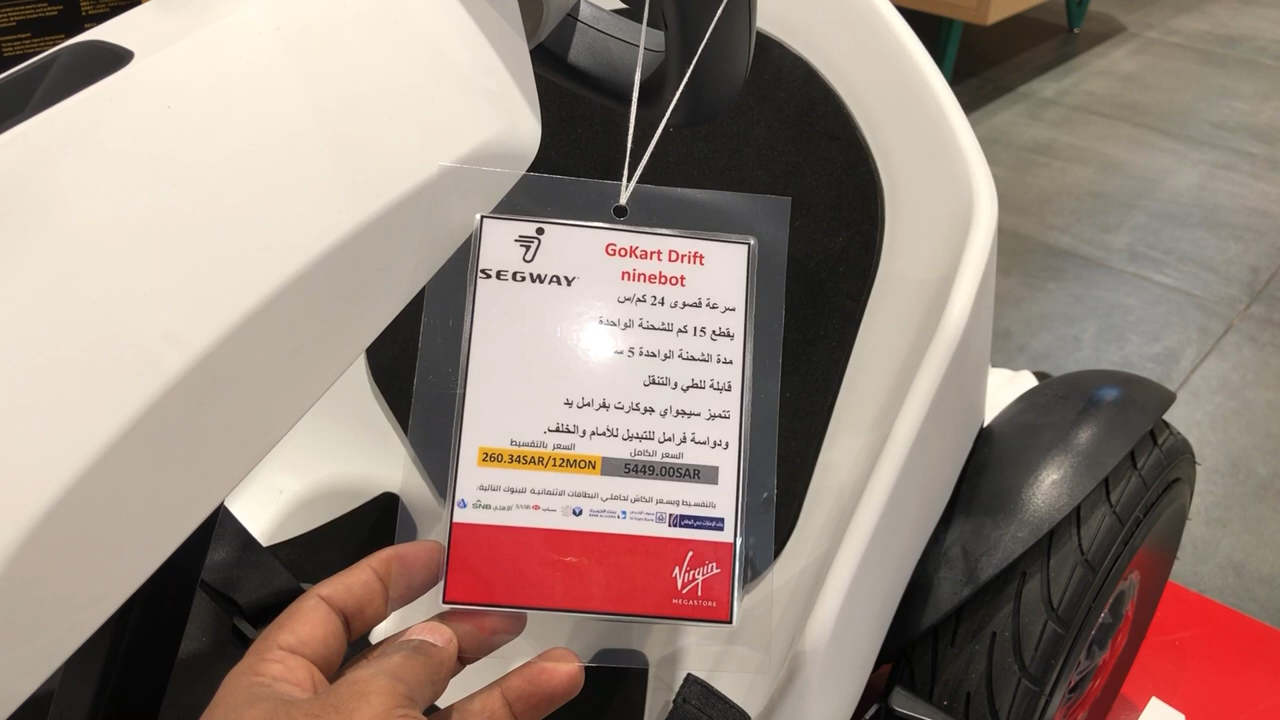 SEGWAY
GoKart Drift
ninebot
سرعة قصوى 24 كم/س
يقطع 15 كم للشحنة الواحدة
مدة الشحنة الواحدة 5
قابلة للطي والتنقل
تتميز سيجواي جوكارت بفرامل يد
ودواسة فرامل للتبديل للأمام والخلف.
السعر الكامل
5449.00SAR
السعر بالتقسيط
260.34SAR/12MON
بالتقسيط وبسعر الكاش لحاملي البطاقات الائتمانية للبنوك التالية:
SNB الأهلي
ساب
Virgin
MEGASTORE